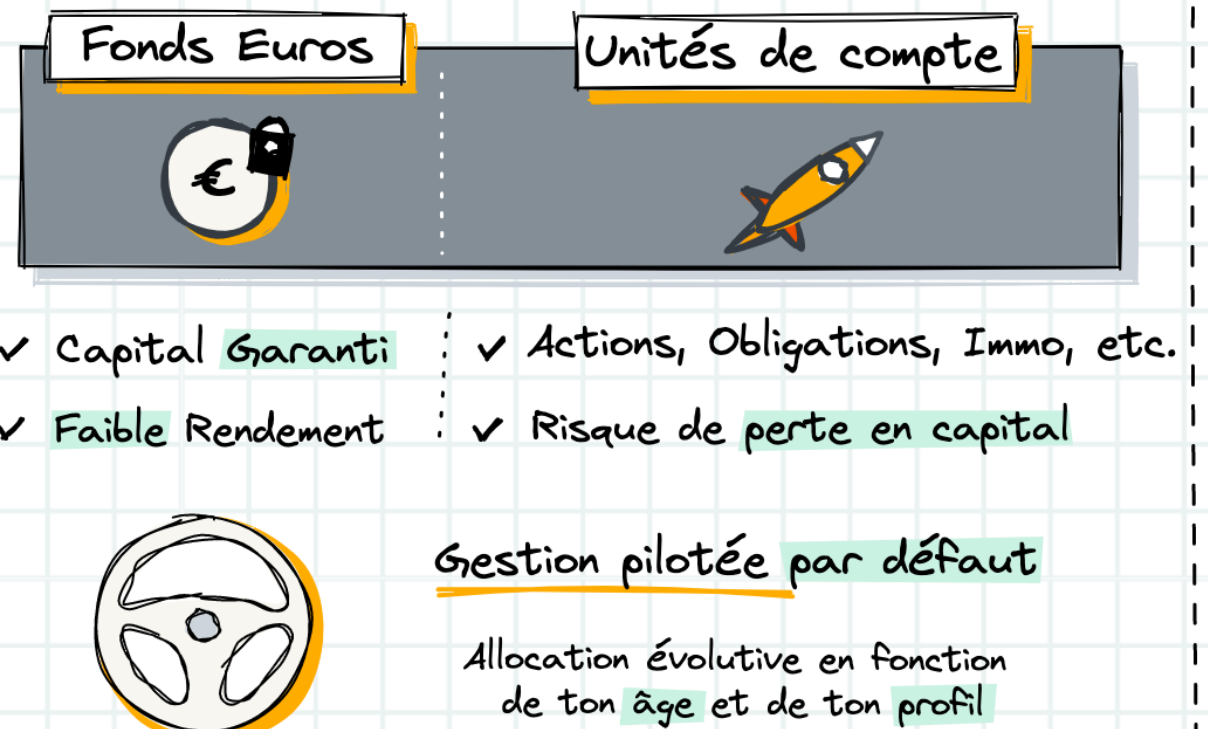 Fonds Euros
Unités de compte
€
✓ Capital Garanti
✓ Faible Rendement
✓ Actions, Obligations, Immo, etc.
✓ Risque de perte en capital
Gestion pilotée par défaut
Allocation évolutive en fonction
de ton âge et de ton profil